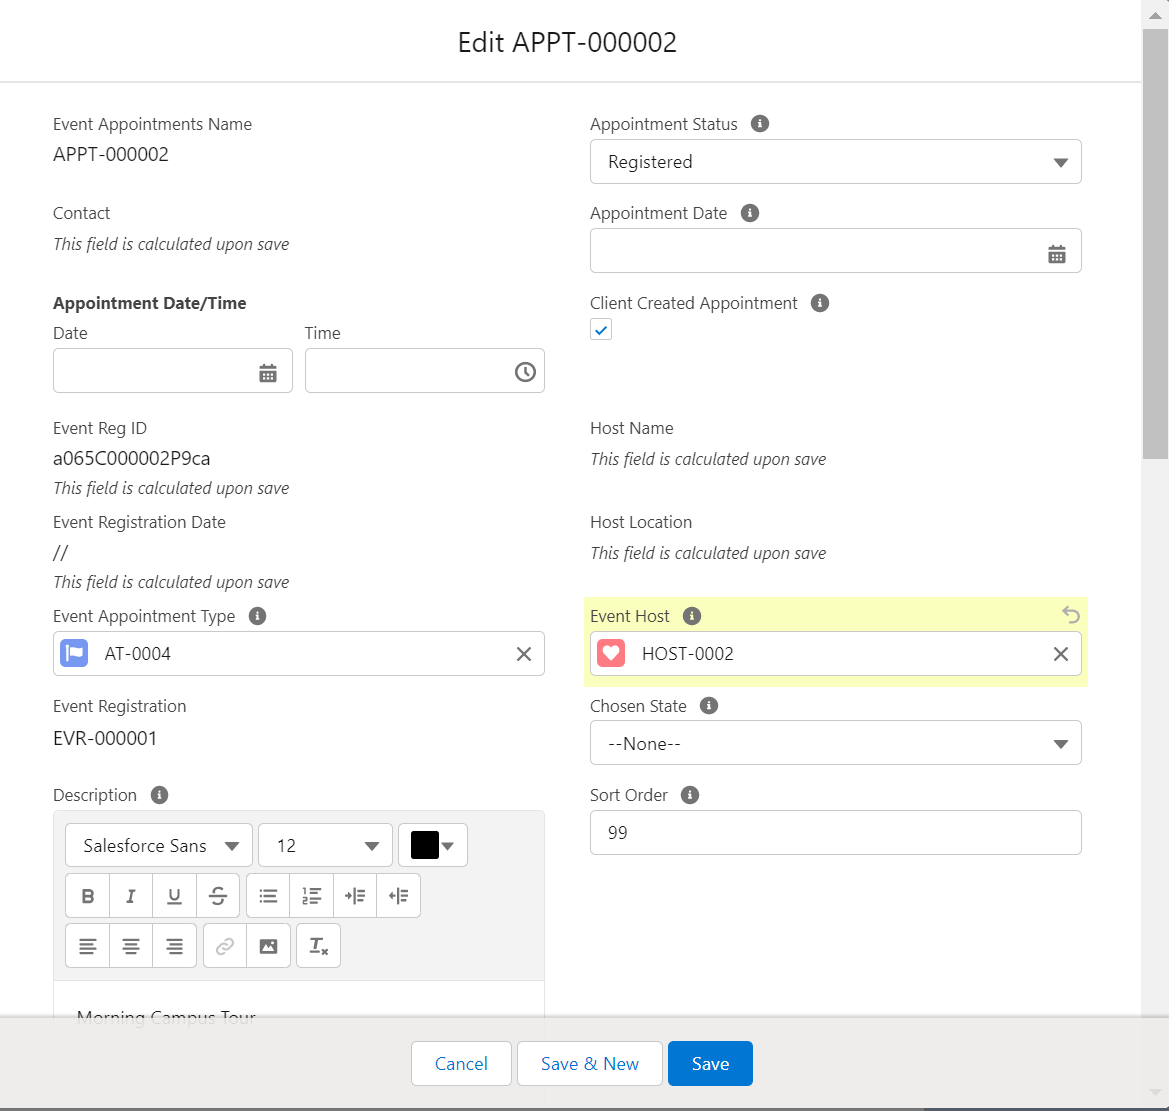 Edit APPT-000002
Event Appointments Name
APPT-000002
Appointment Status
Registered
Contact
This field is calculated upon save
Appointment Date
Appointment Date/Time
Date
Time
Client Created Appointment
Event Reg ID
a065C000002P9ca
This field is calculated upon save
Host Name
This field is calculated upon save
Event Registration Date
//
This field is calculated upon save
Host Location
This field is calculated upon save
Event Appointment Type
AT-0004
Event Host
HOST-0002
Event Registration
EVR-000001
Chosen State
--None--
Description
Sort Order
99
Salesforce Sans
12
B I U S
Morning Campus Tour
Cancel
Save & New
Save